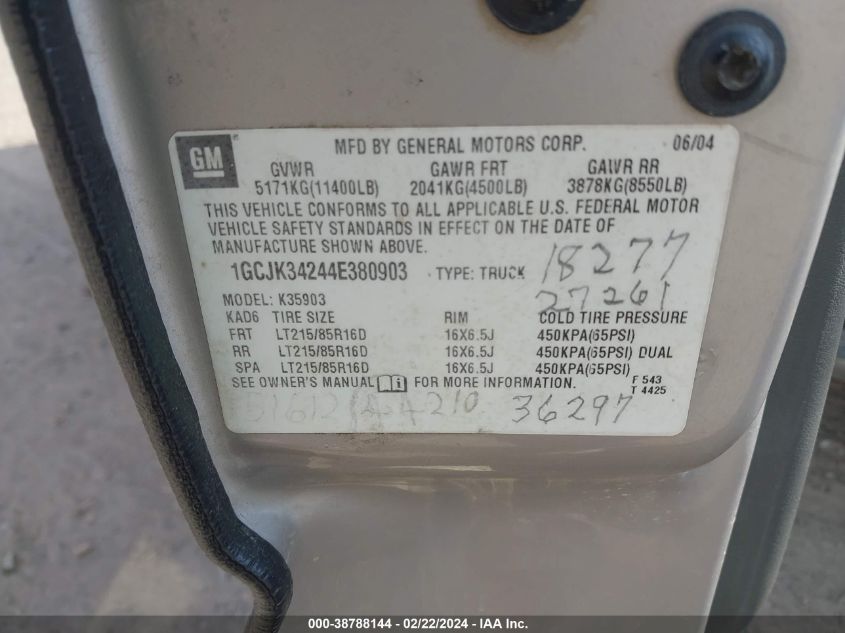 GM
MFD BY GENERAL MOTORS CORP. 06/04
GVWR GAWR FRT GAWR RR
5171KG(11400LB) 2041KG(4500LB) 3878KG(8550LB)
THIS VEHICLE CONFORMS TO ALL APPLICABLE U.S. FEDERAL MOTOR
VEHICLE SAFETY STANDARDS IN EFFECT ON THE DATE OF
MANUFACTURE SHOWN ABOVE.
1GCJK34244E380903 TYPE: TRUCK 18277
MODEL: K35903 27261
KAD6 TIRE SIZE RIM COLD TIRE PRESSURE
FRT LT215/85R16D 16X6.5J 450KPA(65PSI)
RR LT215/85R16D 16X6.5J 450KPA(65PSI) DUAL
SPA LT215/85R16D 16X6.5J 450KPA(65PSI)
SEE OWNER'S MANUAL FOR MORE INFORMATION. F 543
T 4425
36297
000-38788144 - 02/22/2024 - IAA Inc.